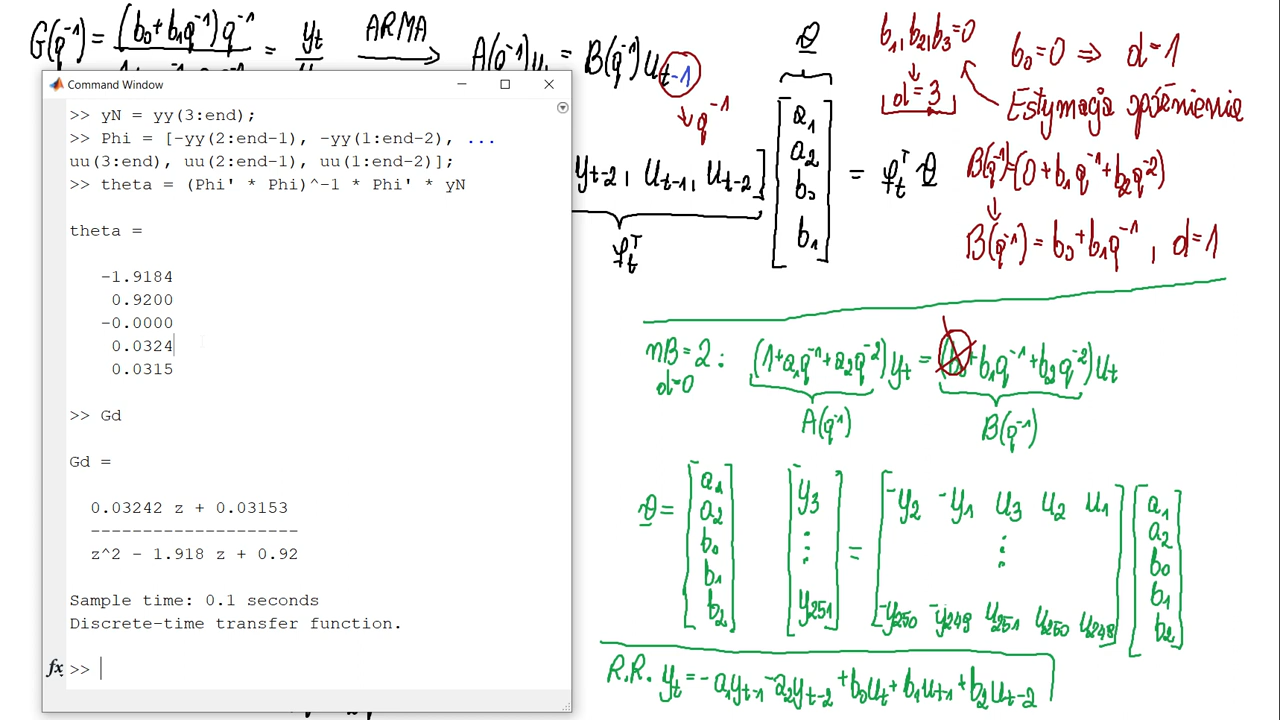 G(q⁻¹) = (b₀+b₁q⁻¹)q⁻¹ = yₜ ARMA → A(q⁻¹)uₜ = B(q⁻¹)uₜ₋₁
↓ q⁻¹
ϑ
yₜ₋₂, uₜ₋₁, uₜ₋₂] [a₁ a₂ b₀ b₁] = φₜᵀ ϑ
φₜᵀ
b₁, b₂, b₃=0
↓
d=3
b₀=0 ⇒ d=1
Estymacja opóźnienia
B(q⁻¹)=(0+b₁q⁻¹+b₂q⁻²)
↓
B(q⁻¹) = b₀+b₁q⁻¹, d=1
Command Window
>> yN = yy(3:end);
>> Phi = [-yy(2:end-1), -yy(1:end-2), ...
uu(3:end), uu(2:end-1), uu(1:end-2)];
>> theta = (Phi' * Phi)^-1 * Phi' * yN
theta =
-1.9184
0.9200
-0.0000
0.0324
0.0315
>> Gd
Gd =
0.03242 z + 0.03153
--------------------
z^2 - 1.918 z + 0.92
Sample time: 0.1 seconds
Discrete-time transfer function.
fx >>
nB=2: (1+a₁q⁻¹+a₂q⁻²)yₜ = (b₀+b₁q⁻¹+b₂q⁻²)uₜ
d=0
A(q⁻¹) B(q⁻¹)
ϑ = [a₁ a₂ b₀ b₁ b₂]
[y₃ ⋮ y₂₅₁] = [-y₂ -y₁ u₃ u₂ u₁
⋮
-y₂₅₀ -y₂₄₉ u₂₅₁ u₂₅₀ u₂₄₉] [a₁ a₂ b₀ b₁ b₂]
R.R. yₜ = -a₁yₜ₋₁-a₂yₜ₋₂+b₀uₜ+b₁uₜ₋₁+b₂uₜ₋₂